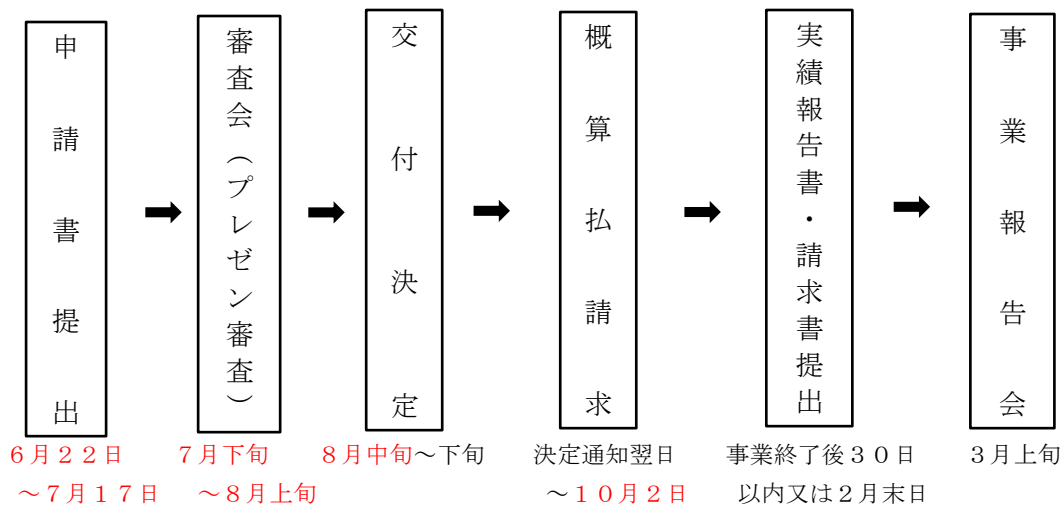 申請書提出
審査会（プレゼン審査）
交付決定
概算払請求
実績報告書・請求書提出
事業報告会
６月２２日
～７月１７日
７月下旬
～８月上旬
８月中旬～下旬
決定通知翌日
～１０月２日
事業終了後３０日
以内又は２月末日
３月上旬